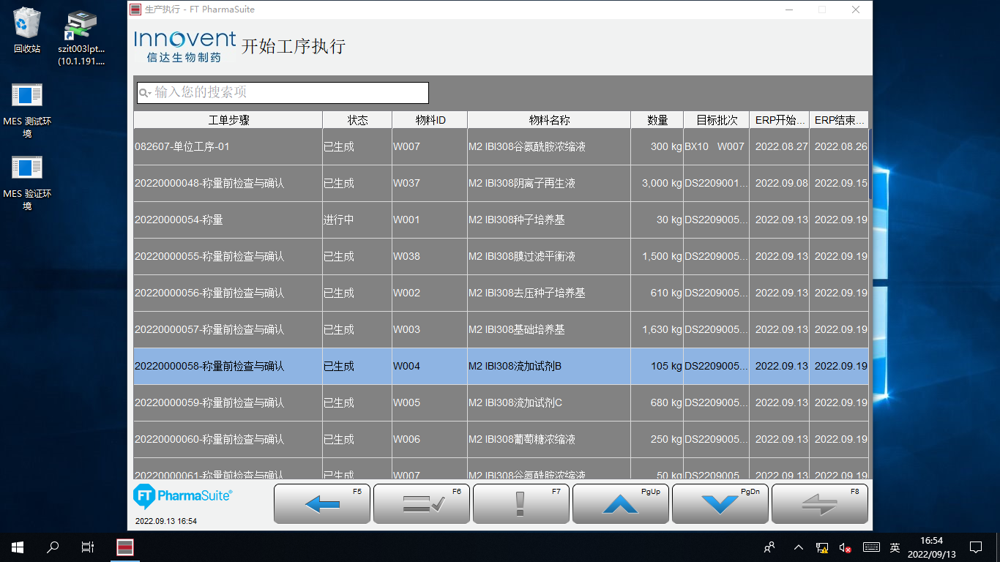 生产执行 - FT PharmaSuite
回收站
szit003lpt...
(10.1.191....
MES 测试环
境
MES 验证环
境
Innovent
信达生物制药
开始工序执行
输入您的搜索项
工单步骤 状态 物料ID 物料名称 数量 目标批次 ERP开始... ERP结束...
082607-单位工序-01 已生成 W007 M2 IBI308谷氨酰胺浓缩液 300 kg BX10 W007 2022.08.27 2022.08.26
20220000048-称量前检查与确认 已生成 W037 M2 IBI308阴离子再生液 3,000 kg DS2209001... 2022.09.08 2022.09.15
20220000054-称量 进行中 W001 M2 IBI308种子培养基 30 kg DS2209005... 2022.09.13 2022.09.19
20220000055-称量前检查与确认 已生成 W038 M2 IBI308膜过滤平衡液 1,500 kg DS2209005... 2022.09.13 2022.09.19
20220000056-称量前检查与确认 已生成 W002 M2 IBI308去压种子培养基 610 kg DS2209005... 2022.09.13 2022.09.19
20220000057-称量前检查与确认 已生成 W003 M2 IBI308基础培养基 1,630 kg DS2209005... 2022.09.13 2022.09.19
20220000058-称量前检查与确认 已生成 W004 M2 IBI308流加试剂B 105 kg DS2209005... 2022.09.13 2022.09.19
20220000059-称量前检查与确认 已生成 W005 M2 IBI308流加试剂C 680 kg DS2209005... 2022.09.13 2022.09.19
20220000060-称量前检查与确认 已生成 W006 M2 IBI308葡萄糖浓缩液 250 kg DS2209005... 2022.09.13 2022.09.19
20220000061-称量前检查与确认 已生成 W007 M2 IBI308谷氨酰胺浓缩液 50 kg DS2209005... 2022.09.13 2022.09.19
FT PharmaSuite®
2022.09.13 16:54
F5 F6 F7 PgUp PgDn F8
英
16:54
2022/09/13